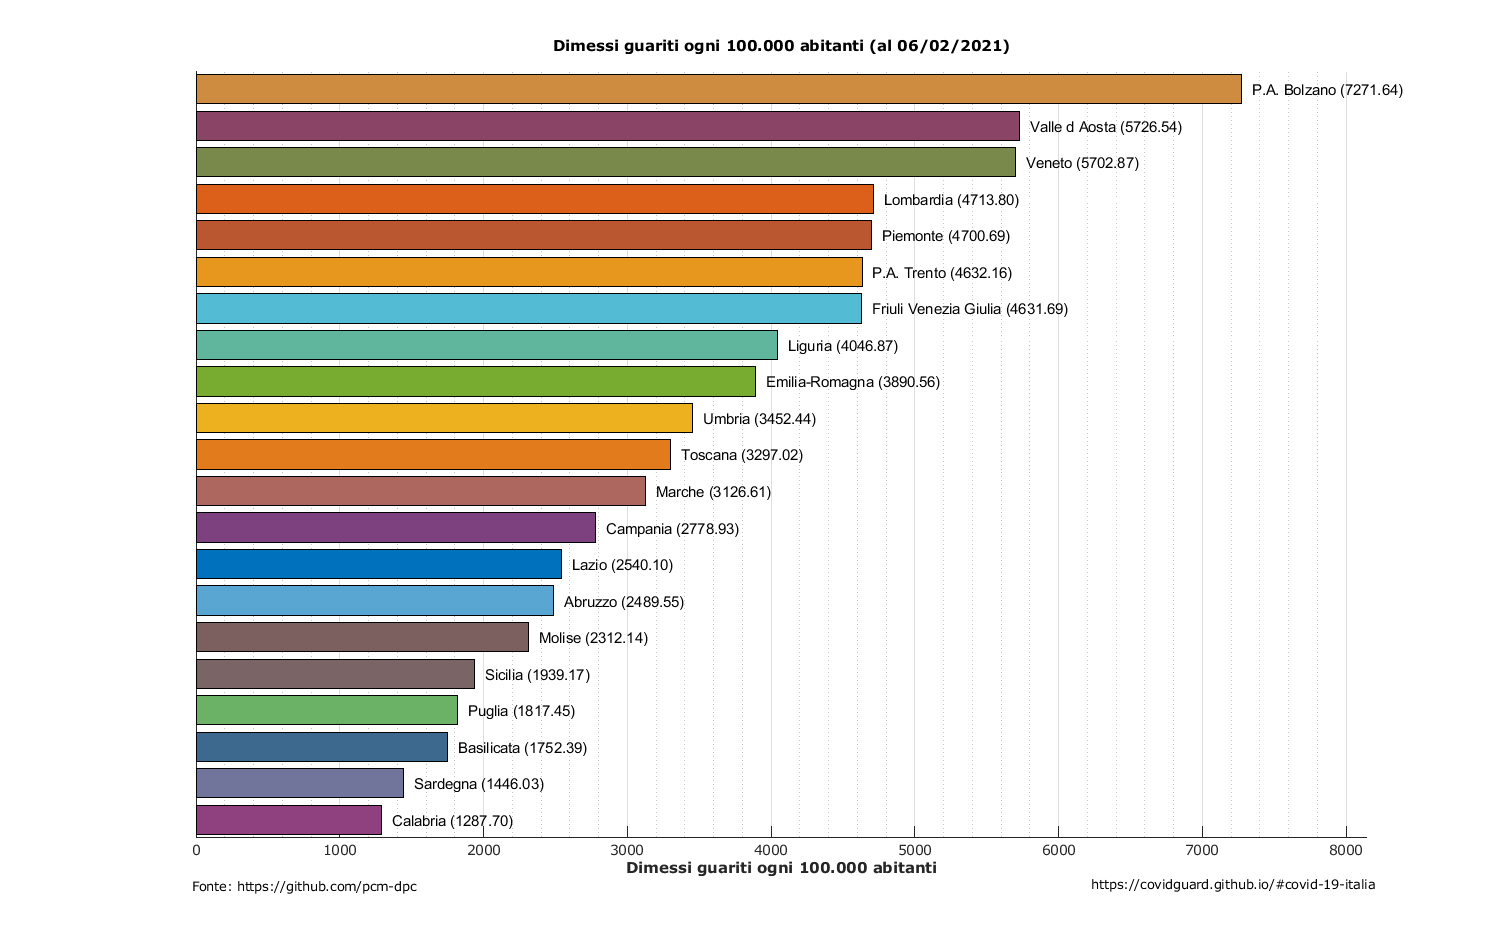 Dimessi guariti ogni 100.000 abitanti (al 06/02/2021)
P.A. Bolzano (7271.64)
Valle d Aosta (5726.54)
Veneto (5702.87)
Lombardia (4713.80)
Piemonte (4700.69)
P.A. Trento (4632.16)
Friuli Venezia Giulia (4631.69)
Liguria (4046.87)
Emilia-Romagna (3890.56)
Umbria (3452.44)
Toscana (3297.02)
Marche (3126.61)
Campania (2778.93)
Lazio (2540.10)
Abruzzo (2489.55)
Molise (2312.14)
Sicilia (1939.17)
Puglia (1817.45)
Basilicata (1752.39)
Sardegna (1446.03)
Calabria (1287.70)
0 1000 2000 3000 4000 5000 6000 7000 8000
Dimessi guariti ogni 100.000 abitanti
Fonte: https://github.com/pcm-dpc
https://covidguard.github.io/#covid-19-italia